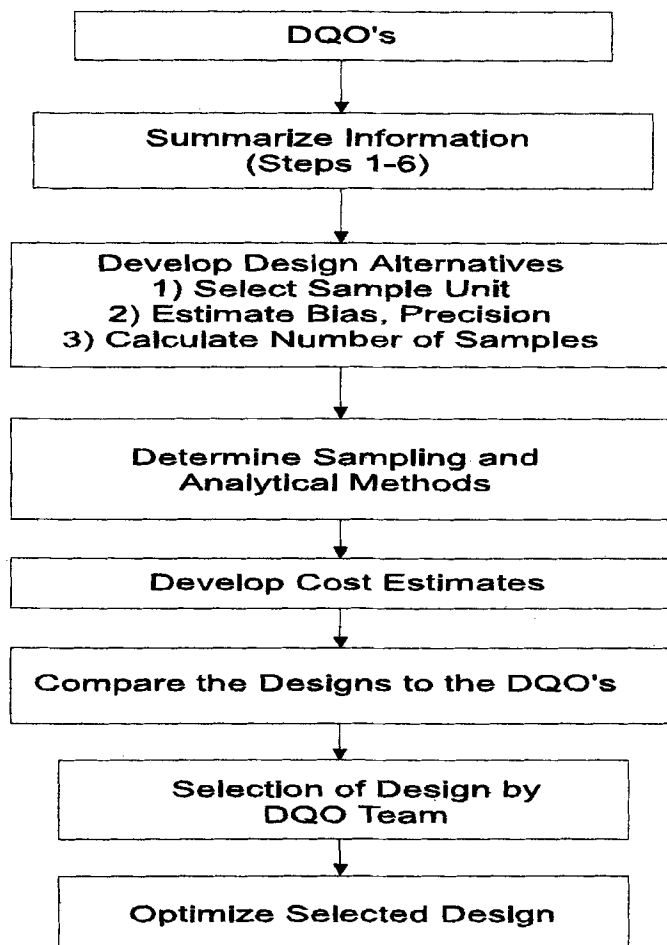 DQO's
Summarize Information
(Steps 1-6)
Develop Design Alternatives
1) Select Sample Unit
2) Estimate Bias, Precision
3) Calculate Number of Samples
Determine Sampling and
Analytical Methods
Develop Cost Estimates
Compare the Designs to the DQO's
Selection of Design by
DQO Team
Optimize Selected Design